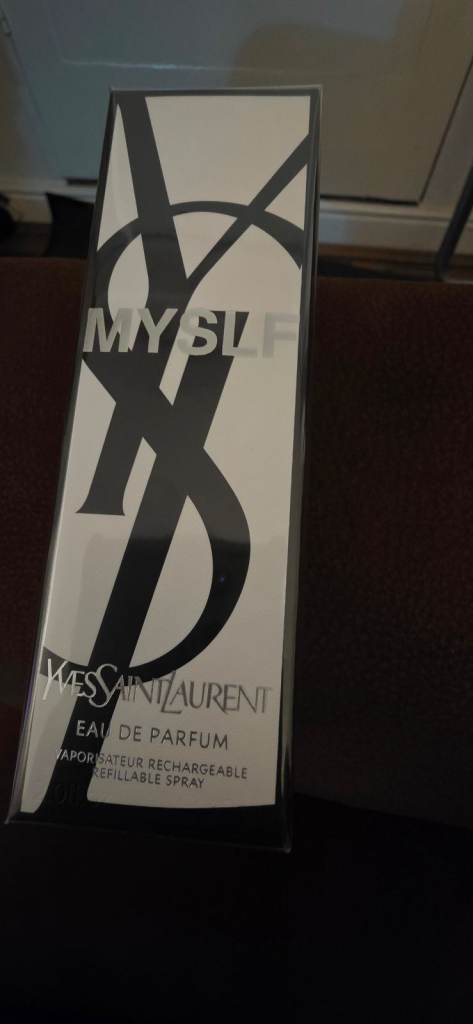 MYSLF
YVESSAINTLAURENT
EAU DE PARFUM
VAPORISATEUR RECHARGEABLE
REFILLABLE SPRAY